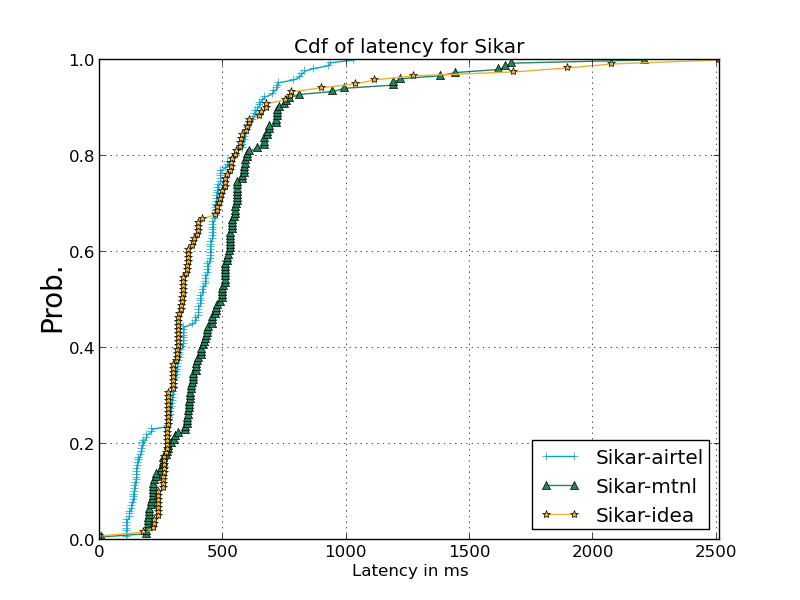 Cdf of latency for Sikar
1.0
0.8
0.6
0.4
0.2
0.0
Prob.
0 500 1000 1500 2000 2500
Latency in ms
Sikar-airtel
Sikar-mtnl
Sikar-idea